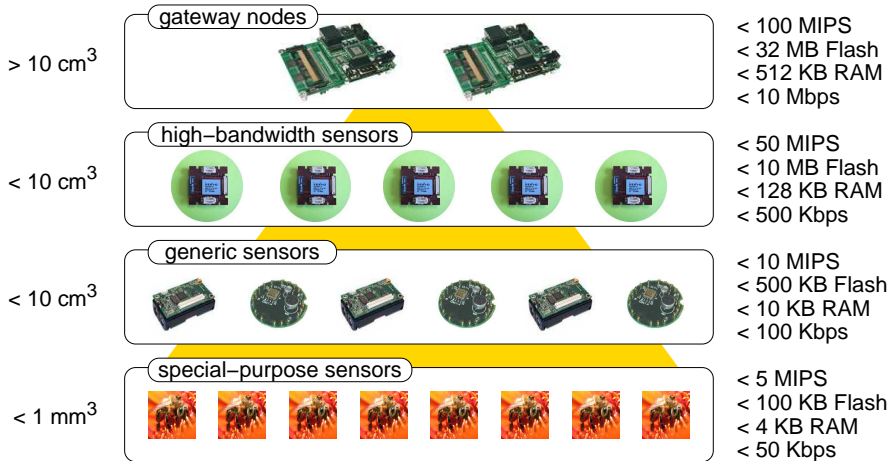 gateway nodes
> 10 cm³
< 100 MIPS
< 32 MB Flash
< 512 KB RAM
< 10 Mbps
high−bandwidth sensors
< 10 cm³
< 50 MIPS
< 10 MB Flash
< 128 KB RAM
< 500 Kbps
generic sensors
< 10 cm³
< 10 MIPS
< 500 KB Flash
< 10 KB RAM
< 100 Kbps
special−purpose sensors
< 1 mm³
< 5 MIPS
< 100 KB Flash
< 4 KB RAM
< 50 Kbps